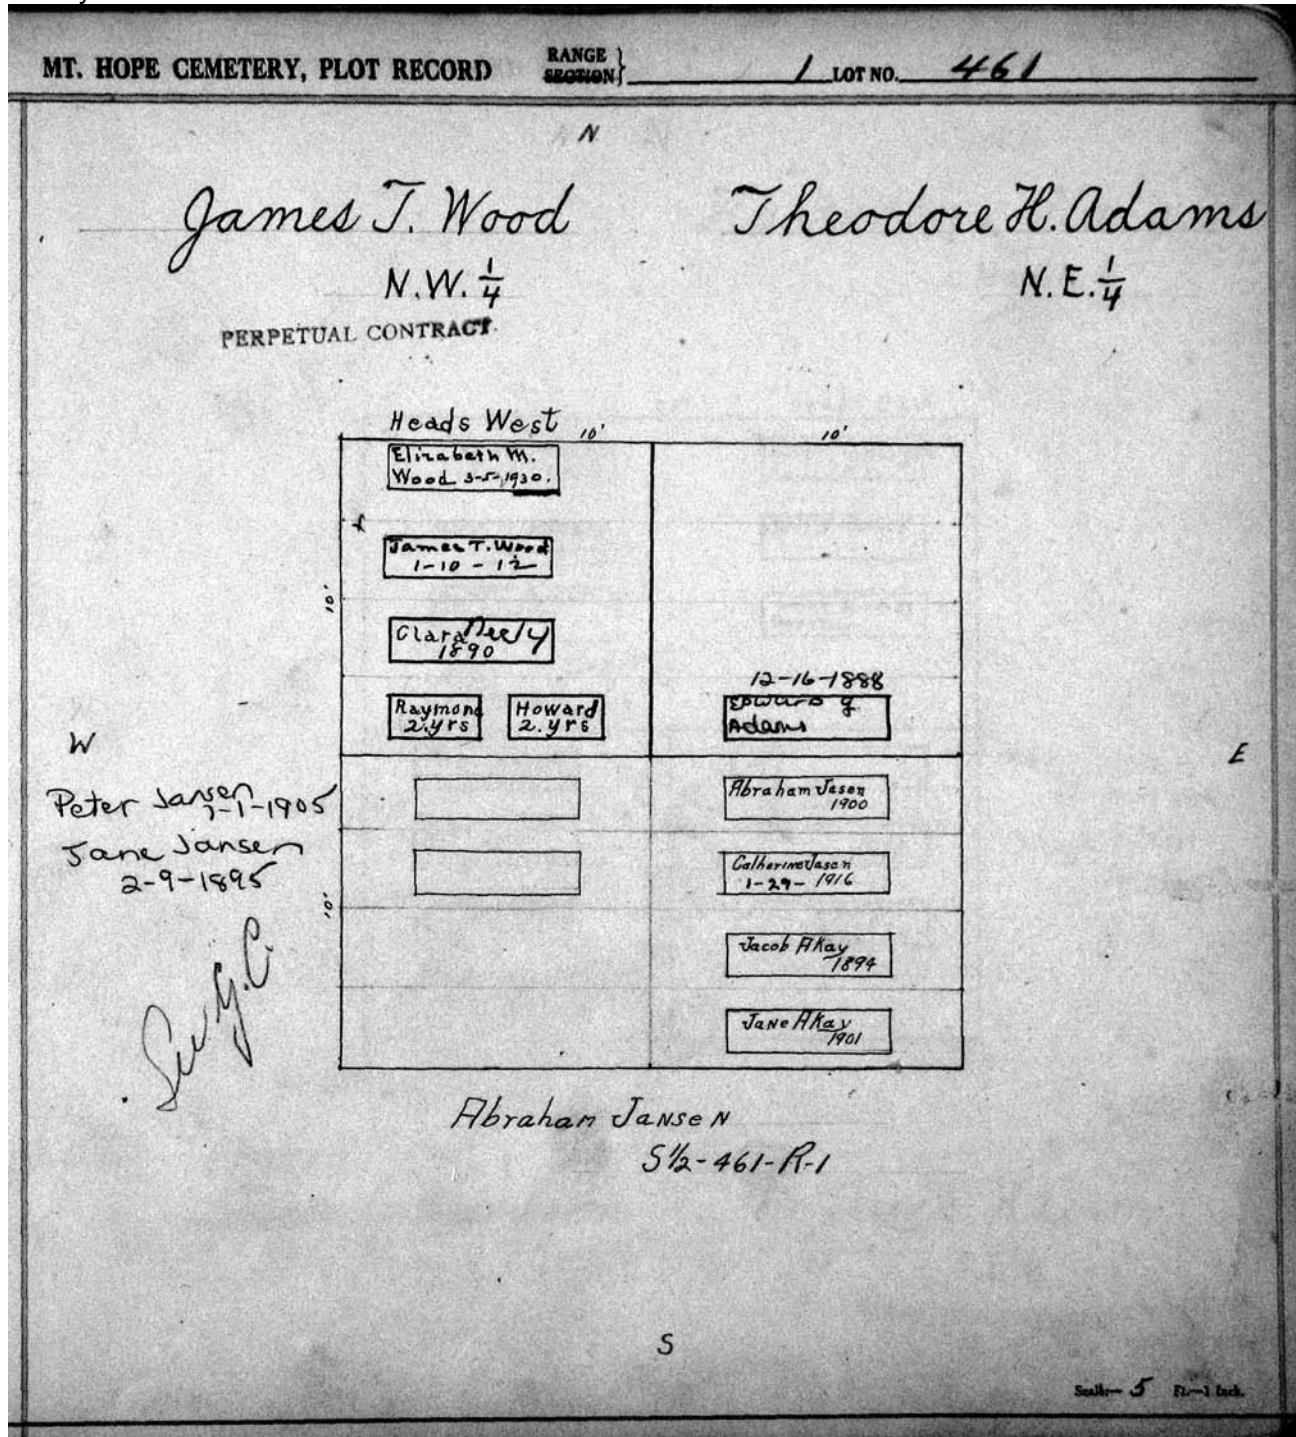 MT. HOPE CEMETERY, PLOT RECORD RANGE SECTION } 1 LOT NO. 461
N
James T. Wood
N.W. 1/4
PERPETUAL CONTRACT
Theodore H. Adams
N.E. 1/4
Heads West
10' 10'
Elizabeth M.
Wood 3-5-1930.
James T. Wood
1-10-12
10'
Clara Neely
1890
Raymond
2.yrs
Howard
2.yrs
12-16-1888
Edward J.
Adams
W
E
Peter Jansen
7-1-1905
Jane Jansen
2-9-1895
Abraham Jasen
1900
Catherine Jasen
1-29-1916
10'
Jacob AKay
1894
Jane AKay
1901
Abraham Jansen
S 1/2-461-R-1
S
Scale:— 5 Ft.—1 Inch.